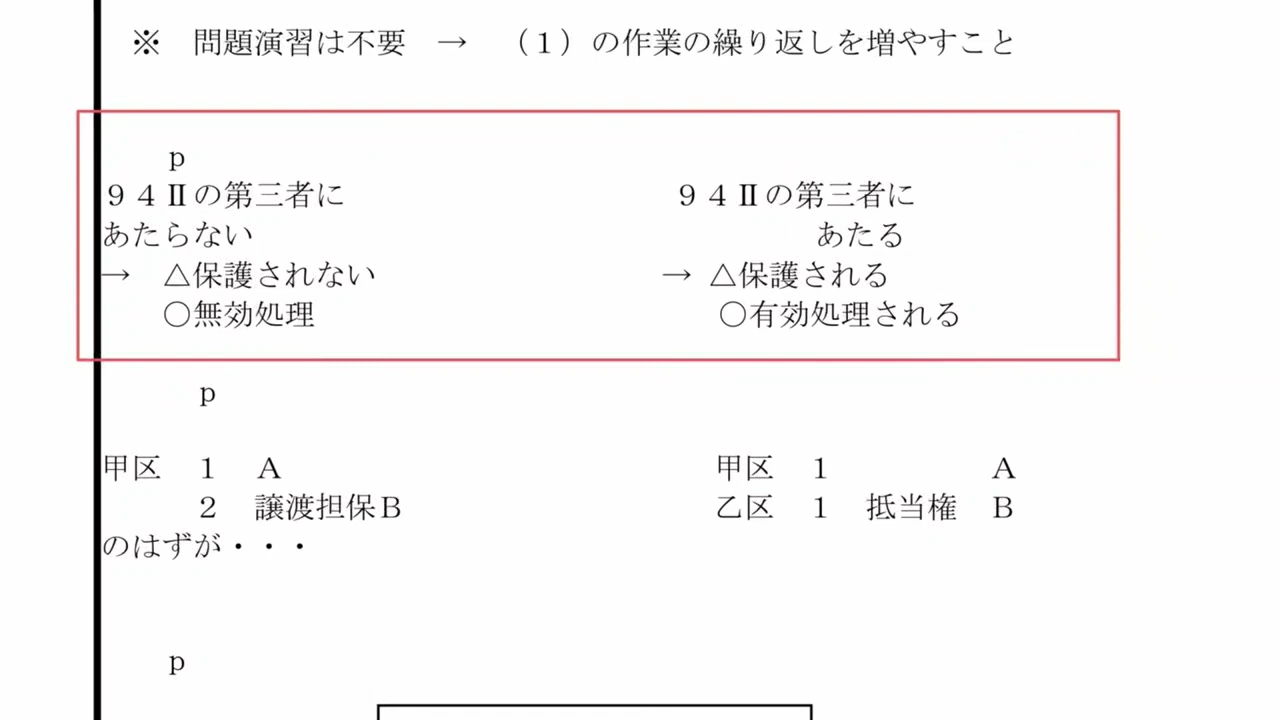 ※　問題演習は不要　→　（１）の作業の繰り返しを増やすこと
ｐ
９４Ⅱの第三者に
あたらない
→　△保護されない
○無効処理
９４Ⅱの第三者に
あたる
→　△保護される
○有効処理される
ｐ
甲区　１　Ａ
２　譲渡担保Ｂ
のはずが・・・
甲区　１　　　　　Ａ
乙区　１　抵当権　Ｂ
ｐ